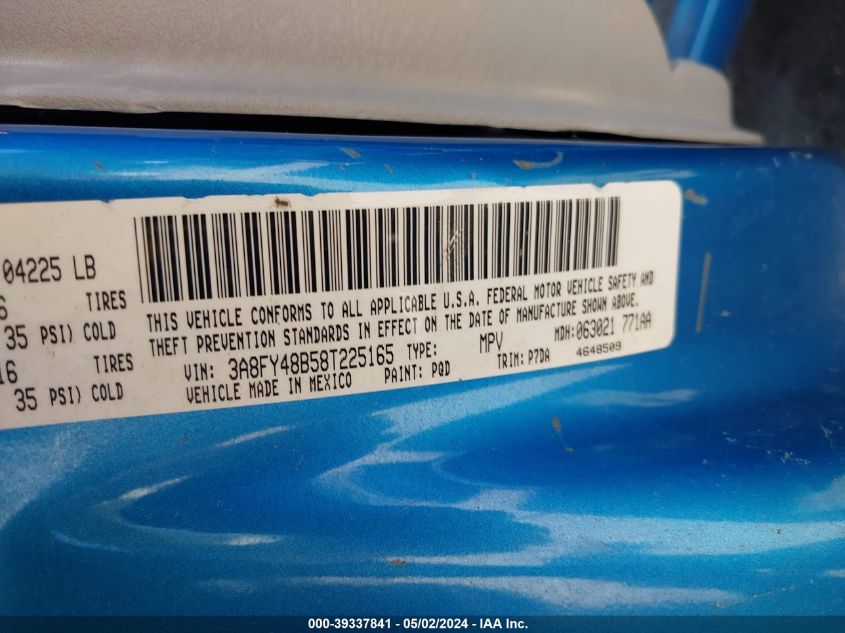 04225 LB
6 TIRES
35 PSI) COLD
16 TIRES
35 PSI) COLD
THIS VEHICLE CONFORMS TO ALL APPLICABLE U.S.A. FEDERAL MOTOR VEHICLE SAFETY AND
THEFT PREVENTION STANDARDS IN EFFECT ON THE DATE OF MANUFACTURE SHOWN ABOVE.
VIN: 3A8FY48B58T225165 TYPE: MPV MDH: 063021 771AA
VEHICLE MADE IN MEXICO PAINT: PQD TRIM: P7DA 4648509
000-39337841 - 05/02/2024 - IAA Inc.